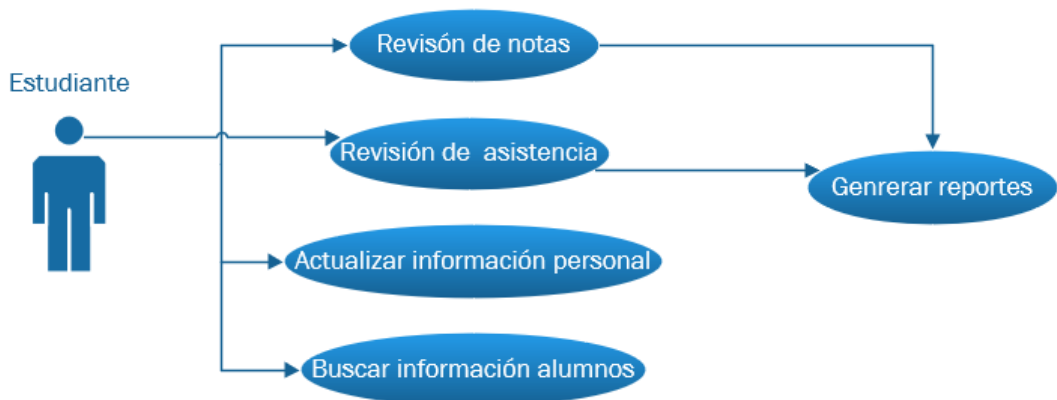 Revisón de notas
Estudiante
Revisión de asistencia
Genrerar reportes
Actualizar información personal
Buscar información alumnos